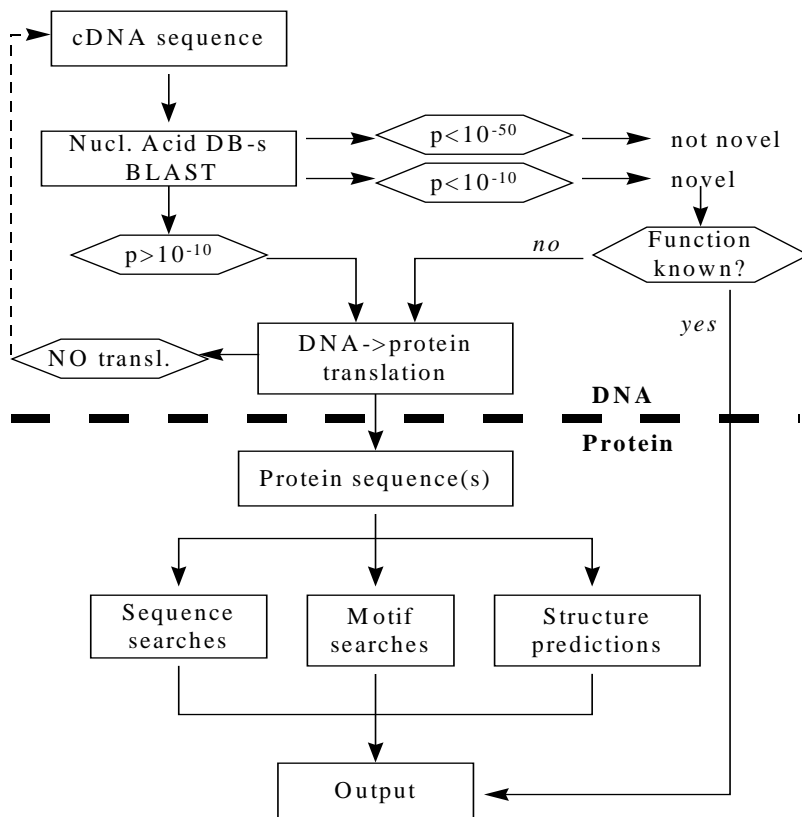 cDNA sequence
Nucl. Acid DB-s
BLAST
p<10⁻⁵⁰
not novel
p<10⁻¹⁰
novel
p>10⁻¹⁰
no
Function
known?
yes
NO transl.
DNA->protein
translation
DNA
Protein
Protein sequence(s)
Sequence
searches
Motif
searches
Structure
predictions
Output